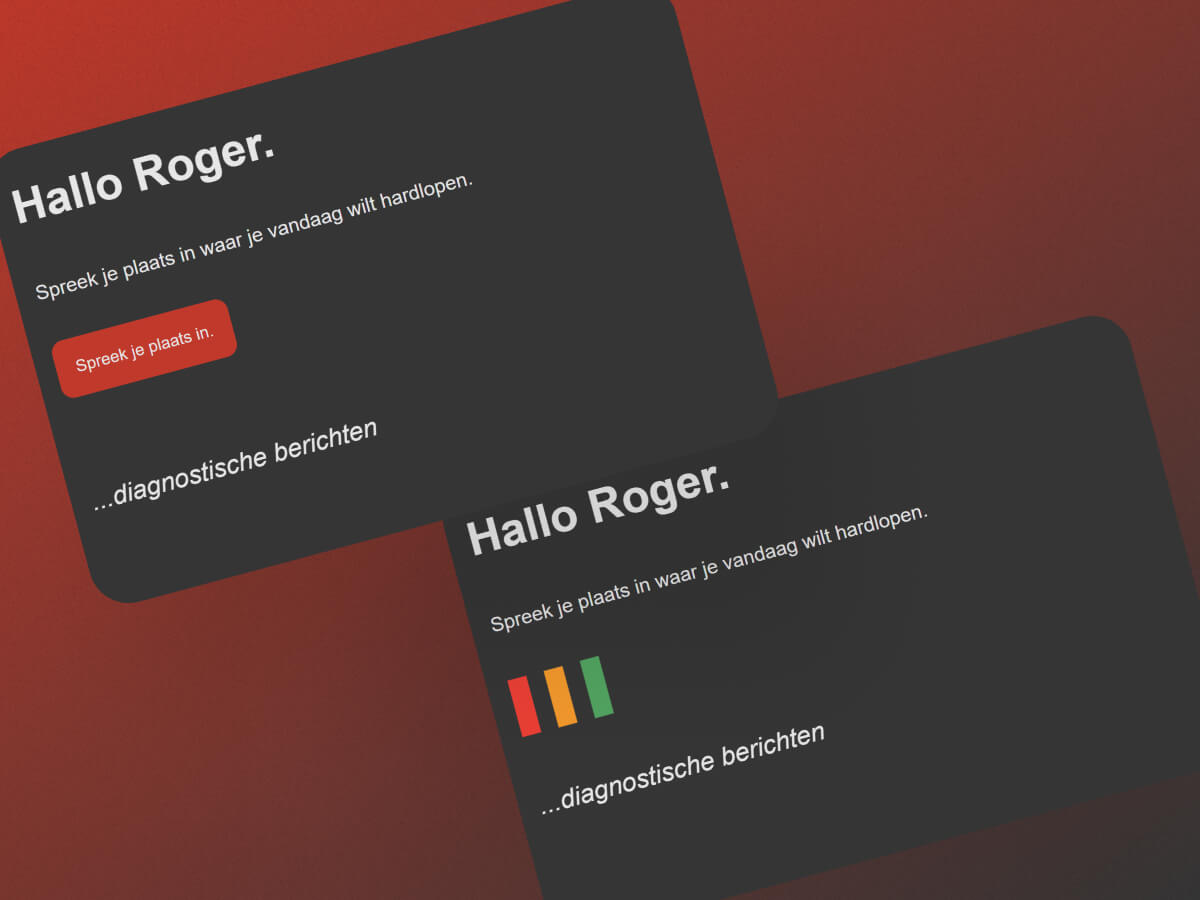 Hallo Roger.
Spreek je plaats in waar je vandaag wilt hardlopen.
Spreek je plaats in.
...diagnostische berichten
Hallo Roger.
Spreek je plaats in waar je vandaag wilt hardlopen.
...diagnostische berichten